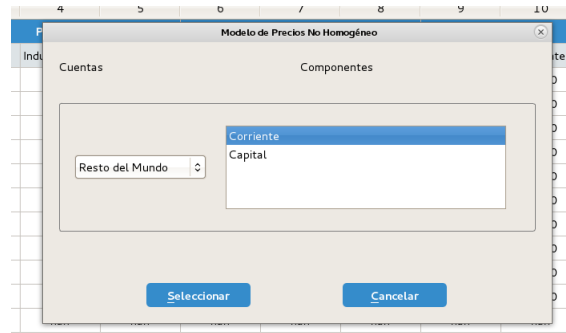 4 5 6 7 8 9 10
Modelo de Precios No Homogéneo
Cuentas Componentes
Corriente
Capital
Resto del Mundo
Seleccionar Cancelar